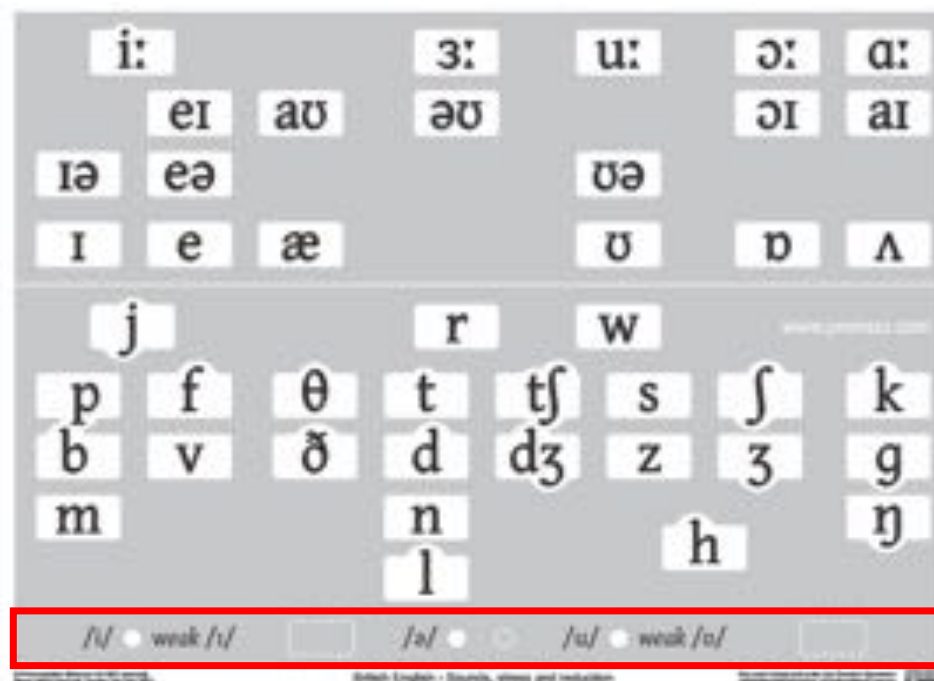 iː ɜː uː ɔː ɑː
eɪ aʊ əʊ ɔɪ aɪ
ɪə eə ʊə
ɪ e æ ʊ ɒ ʌ
j r w
p f θ t tʃ s ʃ k
b v ð d dʒ z ʒ g
m n h ŋ
l
/i/ weak /ɪ/ /ə/ /u/ weak /ʊ/
British English - Sounds, stress and